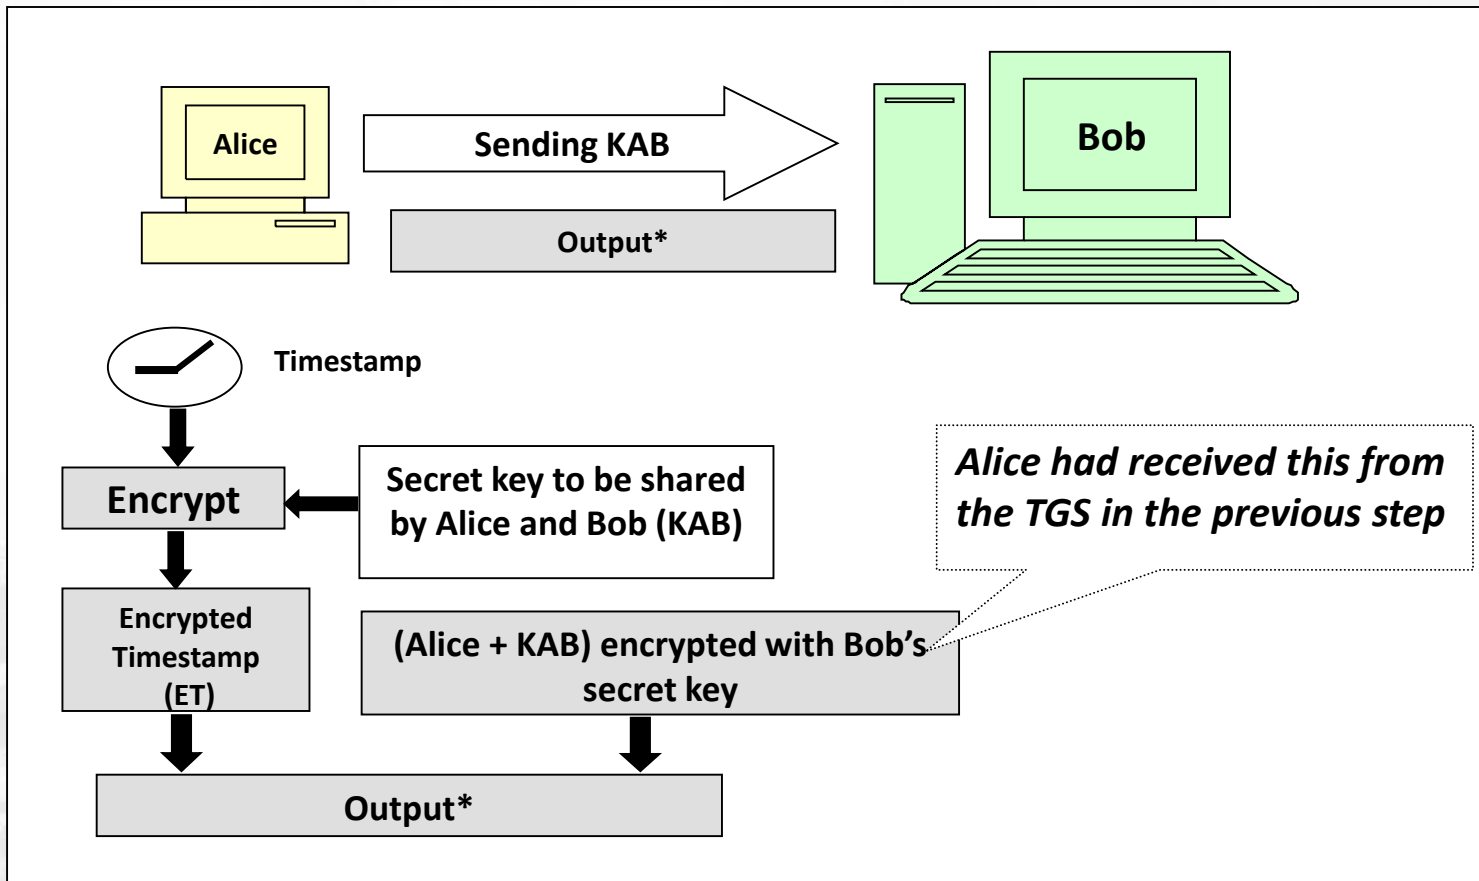 Alice
Sending KAB
Bob
Output*
Timestamp
Encrypt
Secret key to be shared
by Alice and Bob (KAB)
Alice had received this from
the TGS in the previous step
Encrypted
Timestamp
(ET)
(Alice + KAB) encrypted with Bob’s
secret key
Output*